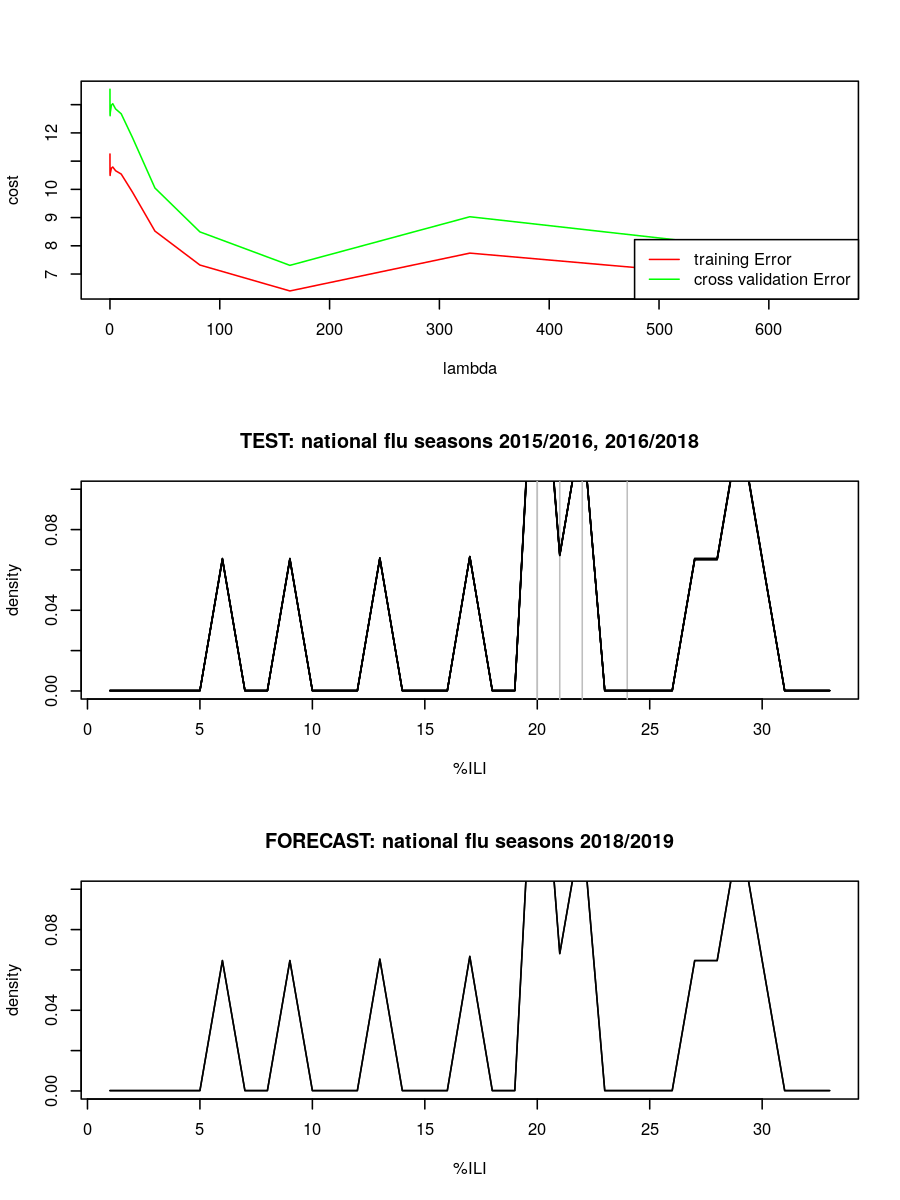 cost
7
8
9
10
12
training Error
cross validation Error
0 100 200 300 400 500 600
lambda
TEST: national flu seasons 2015/2016, 2016/2018
density
0.00
0.04
0.08
0 5 10 15 20 25 30
%ILI
FORECAST: national flu seasons 2018/2019
density
0.00
0.04
0.08
0 5 10 15 20 25 30
%ILI